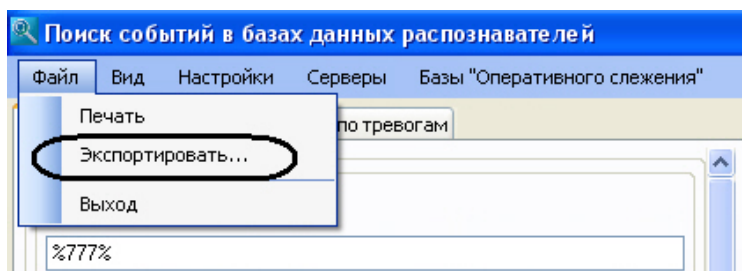 Поиск событий в базах данных распознавателей
Файл Вид Настройки Серверы Базы "Оперативного слежения"
Печать
по тревогам
Экспортировать...
Выход
%777%